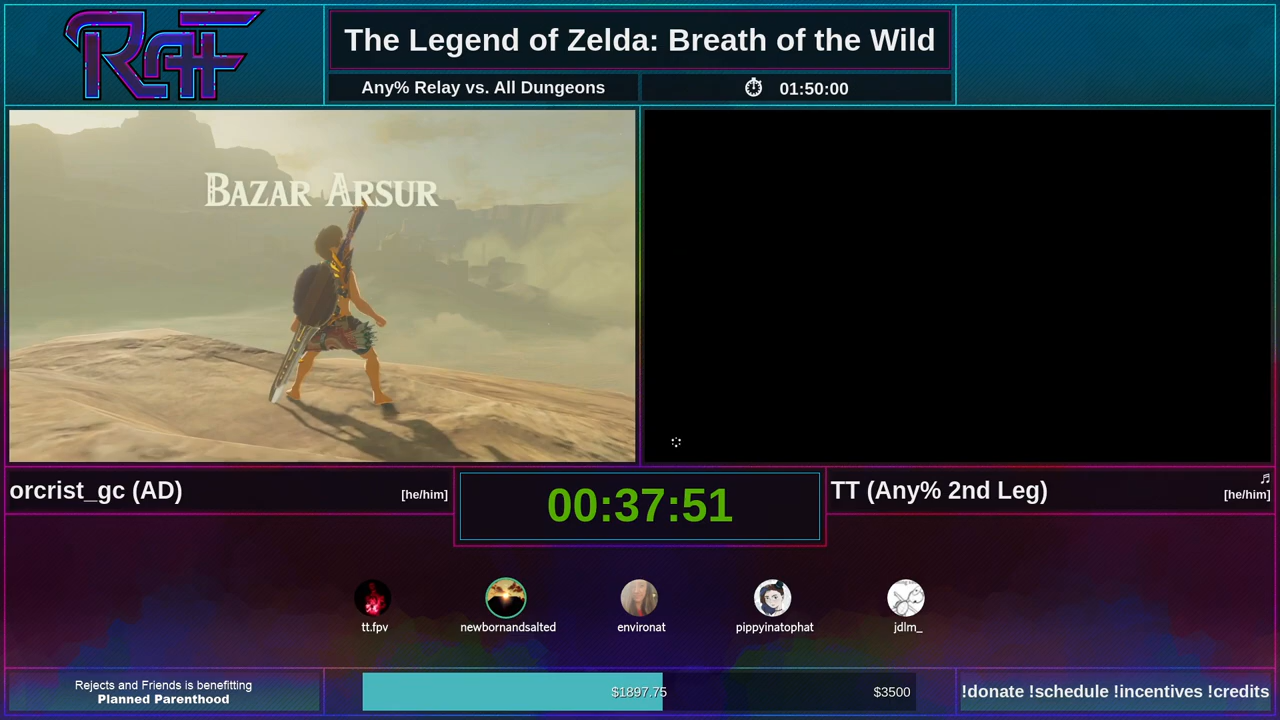 RAF
The Legend of Zelda: Breath of the Wild
Any% Relay vs. All Dungeons
01:50:00
BAZAR ARSUR
orcrist_gc (AD)
[he/him]
00:37:51
TT (Any% 2nd Leg)
[he/him]
tt.fpv
newbornandsalted
environat
pippyinatophat
jdlm_
Rejects and Friends is benefitting
Planned Parenthood
$1897.75
$3500
!donate !schedule !incentives !credits